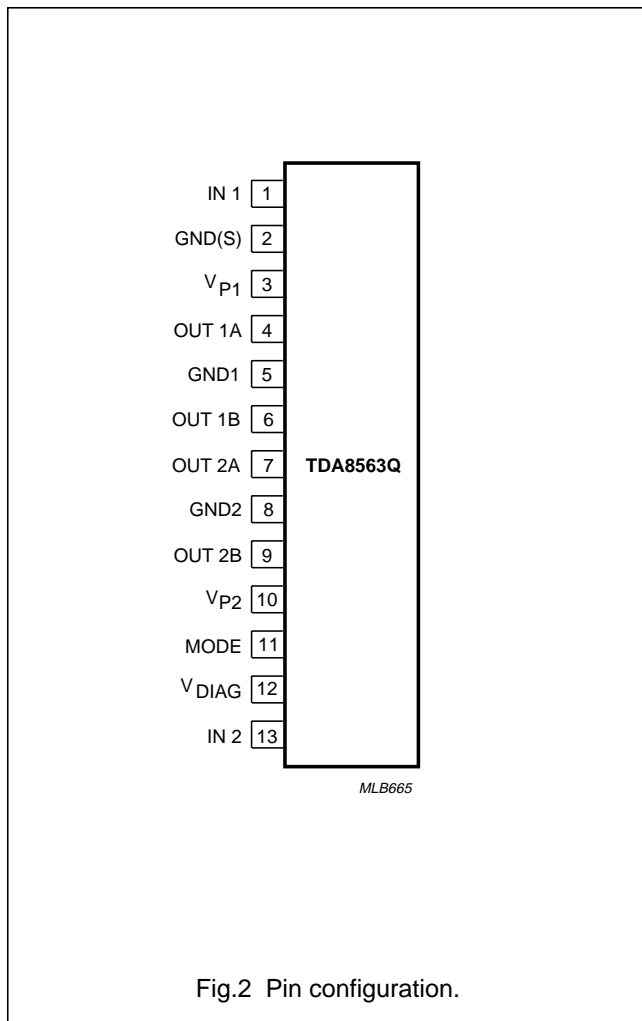 IN 1 1
GND(S) 2
VP1 3
OUT 1A 4
GND1 5
OUT 1B 6
OUT 2A 7 TDA8563Q
GND2 8
OUT 2B 9
VP2 10
MODE 11
VDIAG 12
IN 2 13
MLB665
Fig.2 Pin configuration.